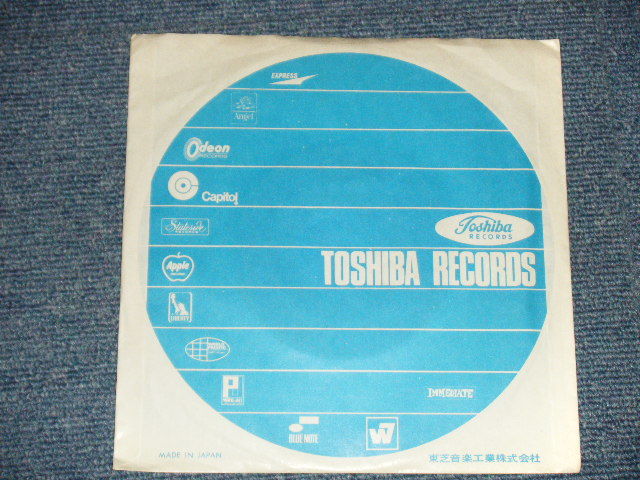 EXPRESS
Angel
Odeon
RECORDS
Capitol
Toshiba
RECORDS
TOSHIBA RECORDS
Apple
LIBERTY
IMMEDIATE
BLUE NOTE
MADE IN JAPAN
東芝音楽工業株式会社